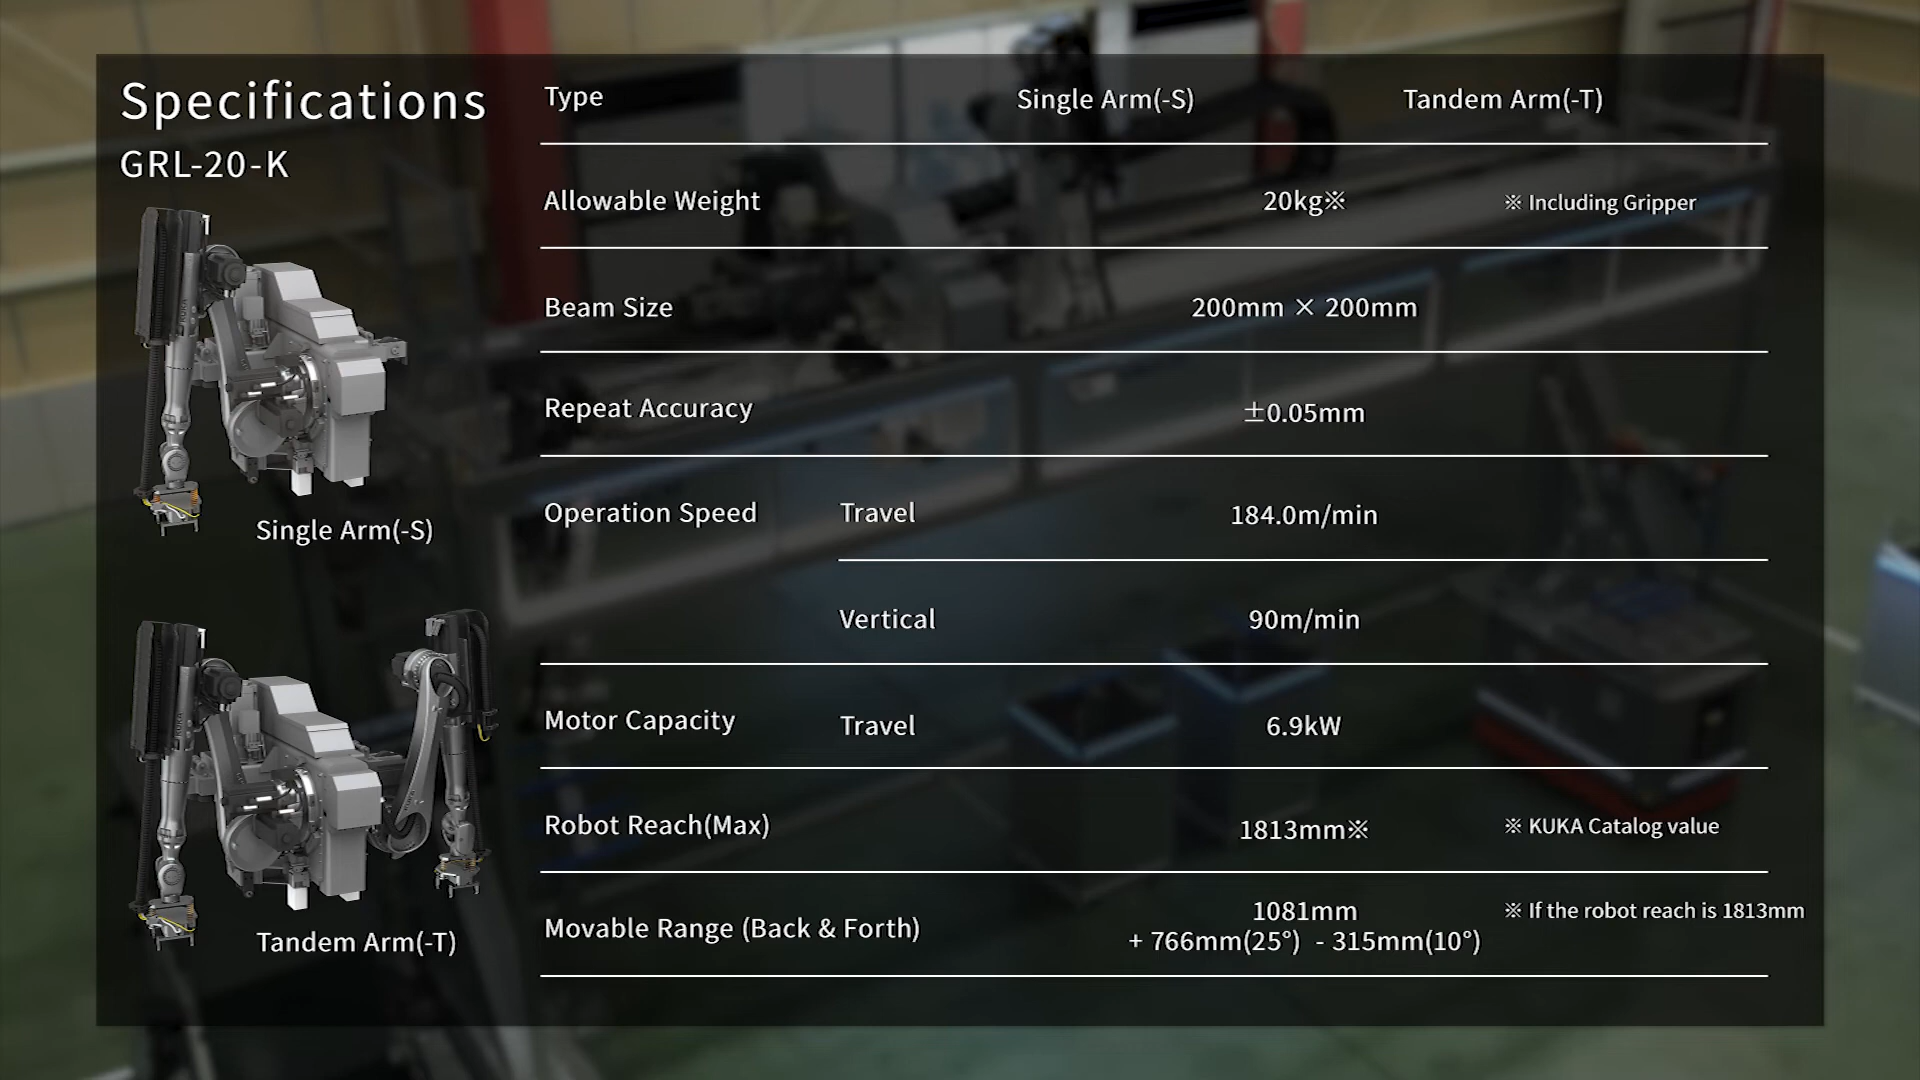 Specifications
GRL-20-K
Single Arm(-S)
Tandem Arm(-T)
Type Single Arm(-S) Tandem Arm(-T)
Allowable Weight 20kg※ ※ Including Gripper
Beam Size 200mm × 200mm
Repeat Accuracy ±0.05mm
Operation Speed Travel 184.0m/min
Vertical 90m/min
Motor Capacity Travel 6.9kW
Robot Reach(Max) 1813mm※ ※ KUKA Catalog value
Movable Range (Back & Forth) 1081mm ※ If the robot reach is 1813mm
+ 766mm(25°) - 315mm(10°)